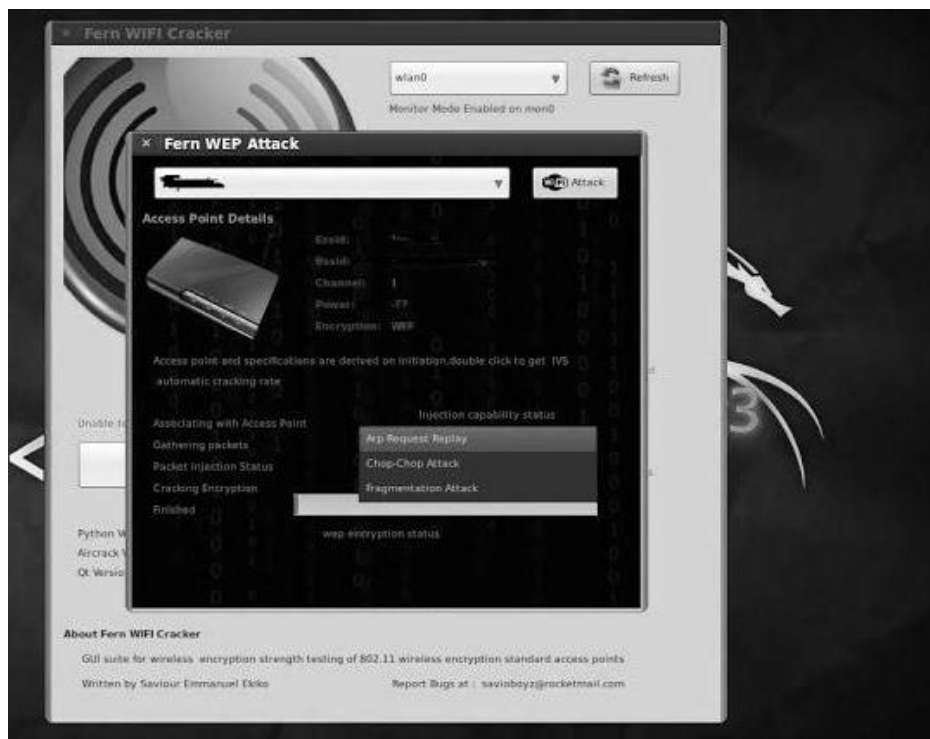 Fern WIFI Cracker
wlan0
Refresh
Monitor Mode Enabled on mon0
Fern WEP Attack
WiFi Attack
Access Point Details
Essid:
Bssid:
Channel: 1
Power: -77
Encryption: WEP
Access point and specifications are derived on initiation,double click to get IVS
automatic cracking rate
Injection capability status
Unable to
Associating with Access Point
Arp Request Replay
Gathering packets
Chop-Chop Attack
Packet Injection Status
Fragmentation Attack
Cracking Encryption
Finished
3
Python
Aircrack
Qt Versio
wep encryption status
About Fern WIFI Cracker
GUI suite for wireless encryption strength testing of 802.11 wireless encryption standard access points
Written by Saviour Emmanuel Ekiko
Report Bugs at : savioboyz@rocketmail.com